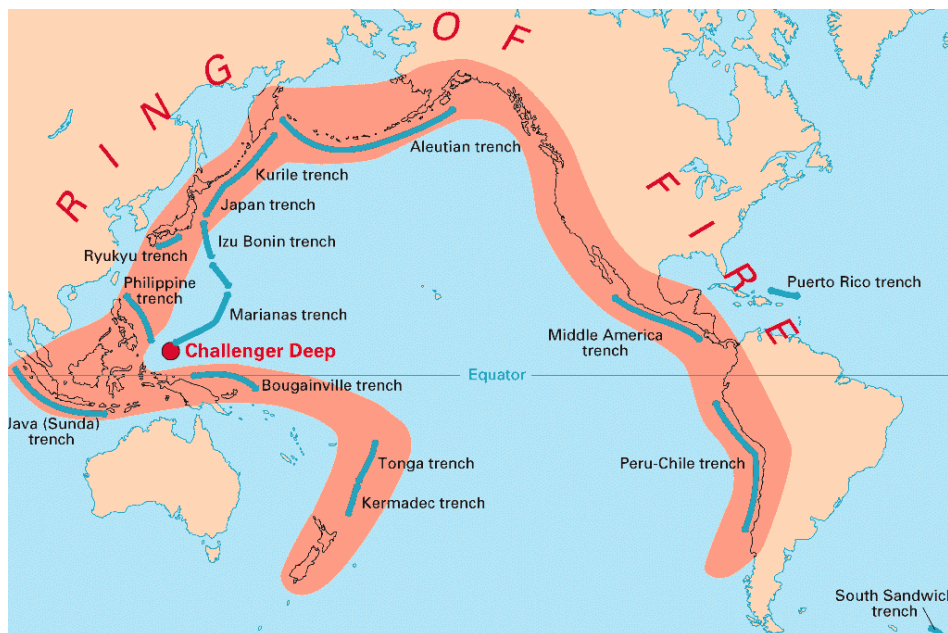 RING OF FIRE
Aleutian trench
Kurile trench
Japan trench
Izu Bonin trench
Ryukyu trench
Philippine
trench
Marianas trench
Challenger Deep
Puerto Rico trench
Middle America
trench
Equator
Bougainville trench
Java (Sunda)
trench
Tonga trench
Kermadec trench
Peru-Chile trench
South Sandwich
trench